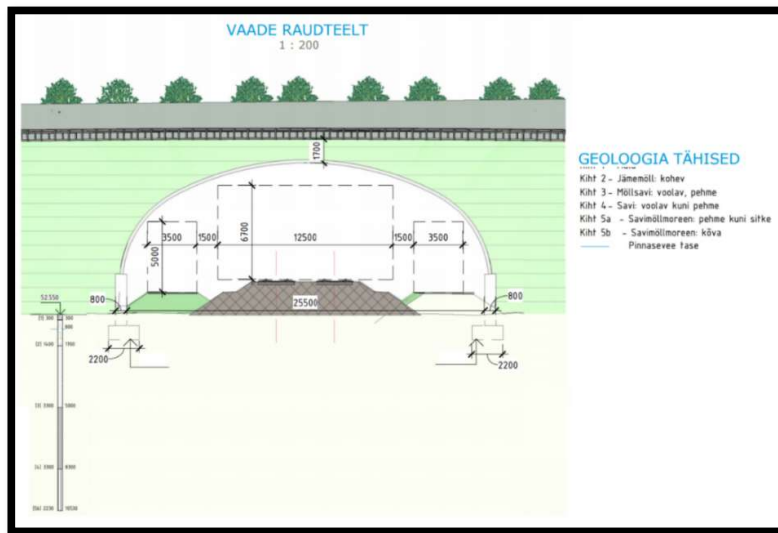 VAADE RAUDTEELT
1 : 200
1700
6700
3500
1500
12500
1500
3500
5000
52.550
800
25500
800
2200
2200
GEOLOOGIA TÄHISED
Kiht 2 - Jämemöll: kohev
Kiht 3 - Möllsavi: voolav, pehme
Kiht 4 - Savi: voolav kuni pehme
Kiht 5a - Savimöllmoreen: pehme kuni sitke
Kiht 5b - Savimöllmoreen: kõva
Pinnasevee tase